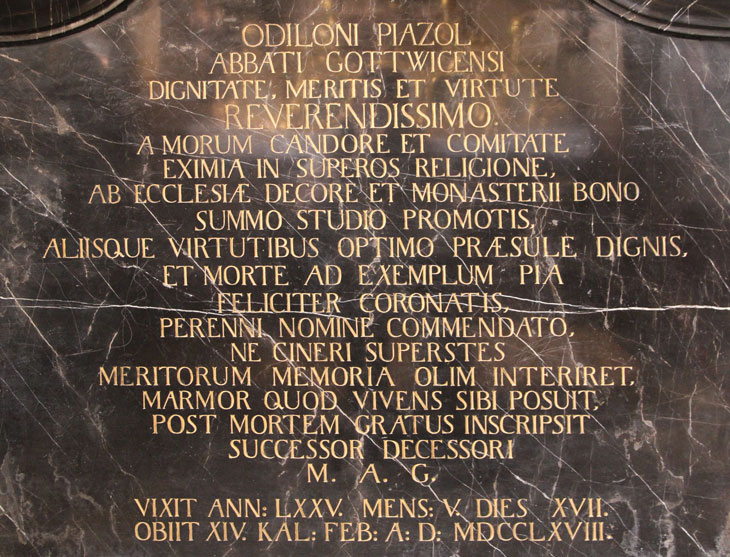 ODILONI PIAZOL
ABBATI GOTTWICENSI
DIGNITATE, MERITIS ET VIRTUTE
REVERENDISSIMO.
A MORUM CANDORE ET COMITATE
EXIMIA IN SUPEROS RELIGIONE,
AB ECCLESIÆ DECORE ET MONASTERII BONO
SUMMO STUDIO PROMOTIS,
ALIISQUE VIRTUTIBUS OPTIMO PRÆSULE DIGNIS,
ET MORTE AD EXEMPLUM PIA
FELICITER CORONATIS,
PERENNI NOMINE COMMENDATO,
NE CINERI SUPERSTES
MERITORUM MEMORIA OLIM INTERIRET,
MARMOR QUOD VIVENS SIBI POSUIT,
POST MORTEM GRATUS INSCRIPSIT
SUCCESSOR DECESSORI
M. A. G.
VIXIT ANN: LXXV. MENS: V. DIES XVII.
OBIIT XIV. KAL: FEB: A: D: MDCCLXVIII.